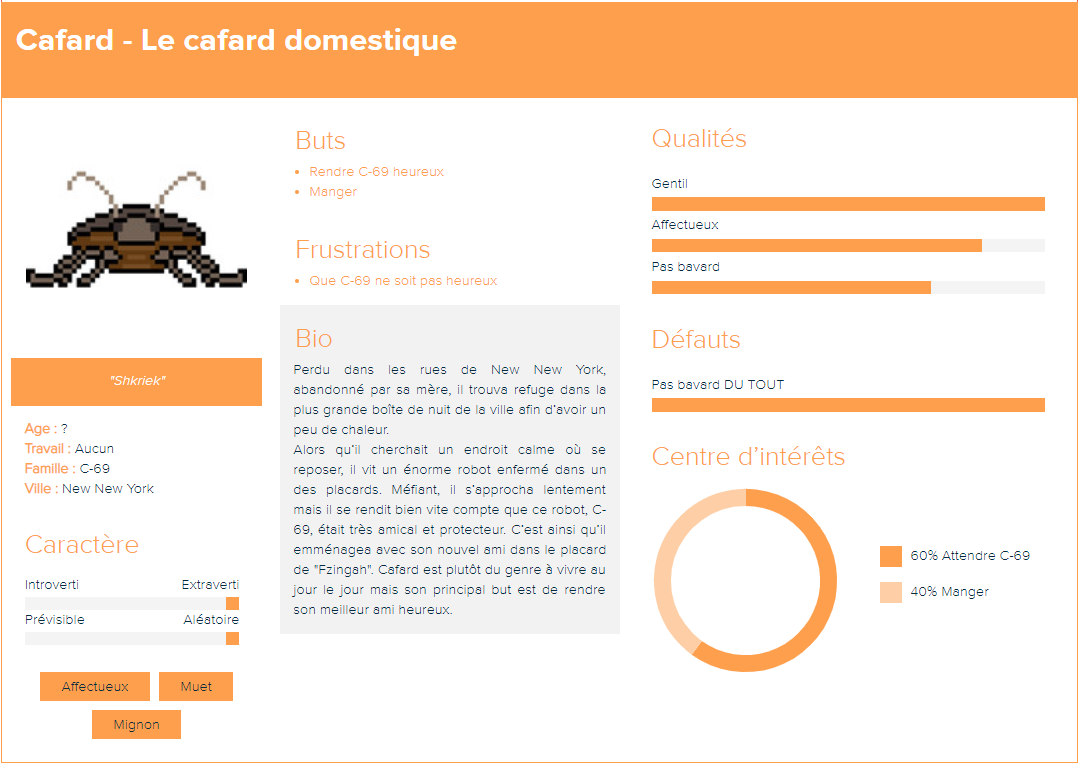 Cafard - Le cafard domestique
"Shkriek"
Age : ?
Travail : Aucun
Famille : C-69
Ville : New New York
Caractère
Introverti Extraverti
Prévisible Aléatoire
Affectueux Muet
Mignon
Buts
• Rendre C-69 heureux
• Manger
Frustrations
• Que C-69 ne soit pas heureux
Bio
Perdu dans les rues de New New York,
abandonné par sa mère, il trouva refuge dans la
plus grande boîte de nuit de la ville afin d'avoir un
peu de chaleur.
Alors qu'il cherchait un endroit calme où se
reposer, il vit un énorme robot enfermé dans un
des placards. Méfiant, il s'approcha lentement
mais il se rendit bien vite compte que ce robot, C-
69, était très amical et protecteur. C'est ainsi qu'il
emménagea avec son nouvel ami dans le placard
de "Fzingah". Cafard est plutôt du genre à vivre au
jour le jour mais son principal but est de rendre
son meilleur ami heureux.
Qualités
Gentil
Affectueux
Pas bavard
Défauts
Pas bavard DU TOUT
Centre d'intérêts
60% Attendre C-69
40% Manger